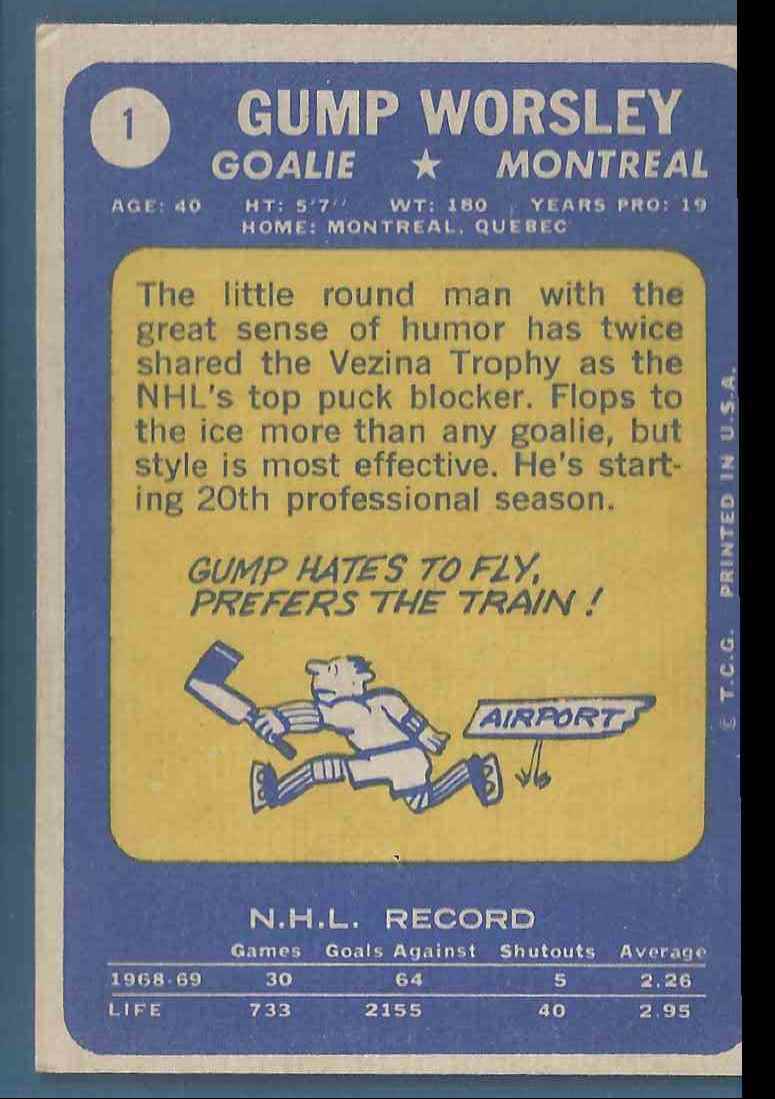 1
GUMP WORSLEY
GOALIE ★ MONTREAL
AGE: 40 HT: 5'7" WT: 180 YEARS PRO: 19
HOME: MONTREAL, QUEBEC
The little round man with the
great sense of humor has twice
shared the Vezina Trophy as the
NHL's top puck blocker. Flops to
the ice more than any goalie, but
style is most effective. He's start-
ing 20th professional season.
GUMP HATES TO FLY,
PREFERS THE TRAIN!
AIRPORT
© T.C.G. PRINTED IN U.S.A.
N.H.L. RECORD
Games Goals Against Shutouts Average
1968-69 30 64 5 2.26
LIFE 733 2155 40 2.95